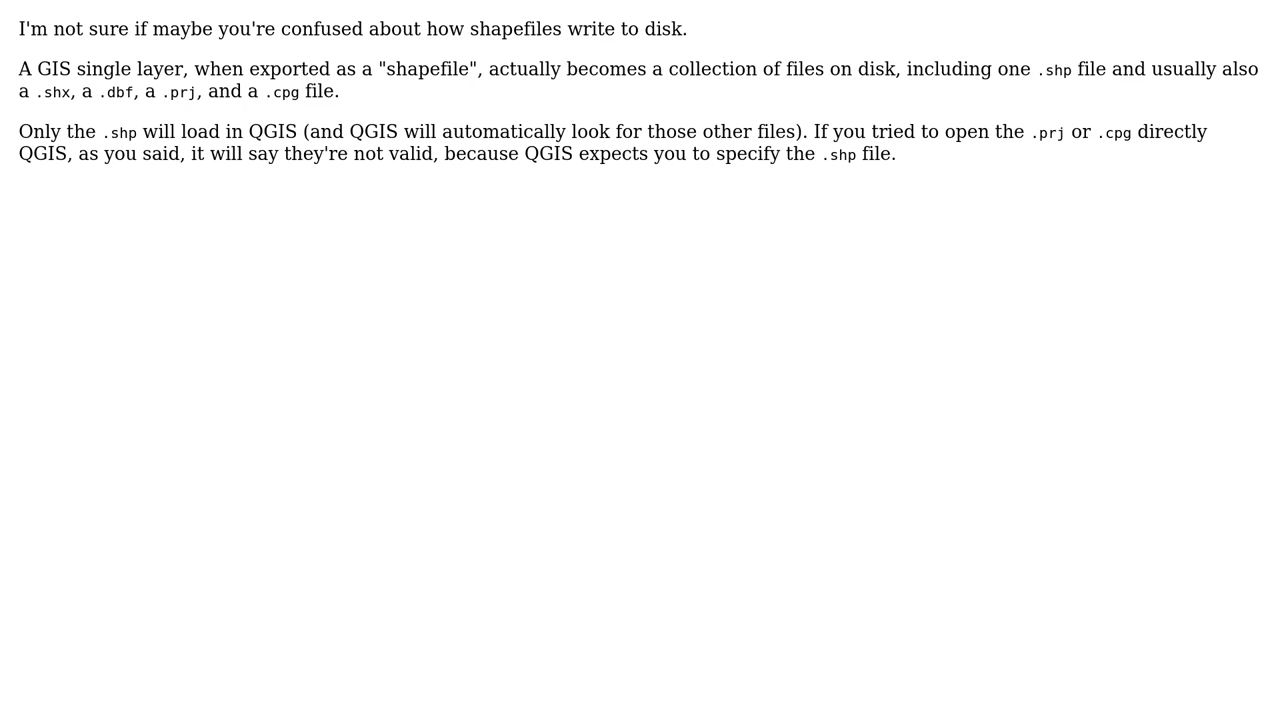 I'm not sure if maybe you're confused about how shapefiles write to disk.
A GIS single layer, when exported as a "shapefile", actually becomes a collection of files on disk, including one .shp file and usually also
a .shx, a .dbf, a .prj, and a .cpg file.
Only the .shp will load in QGIS (and QGIS will automatically look for those other files). If you tried to open the .prj or .cpg directly
QGIS, as you said, it will say they're not valid, because QGIS expects you to specify the .shp file.